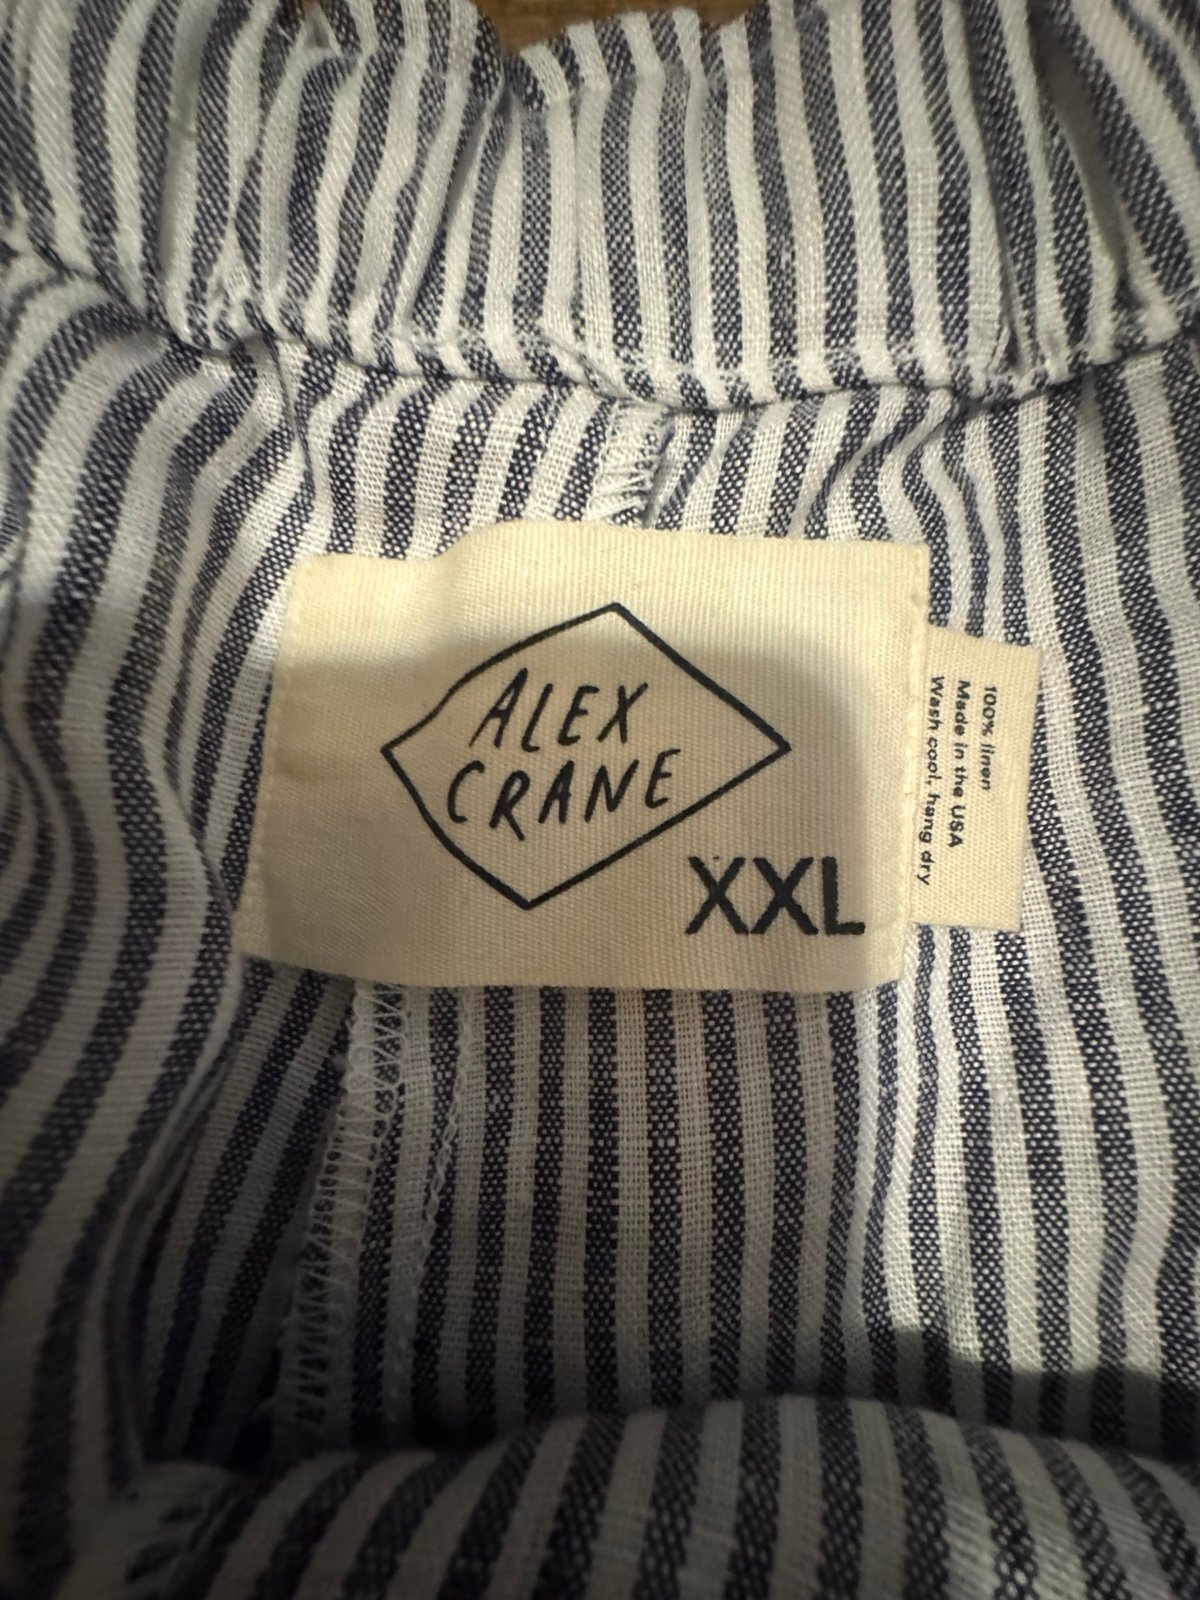 ALEX
CRANE
XXL
100% linen
Made in the USA
Wash cool, hang dry